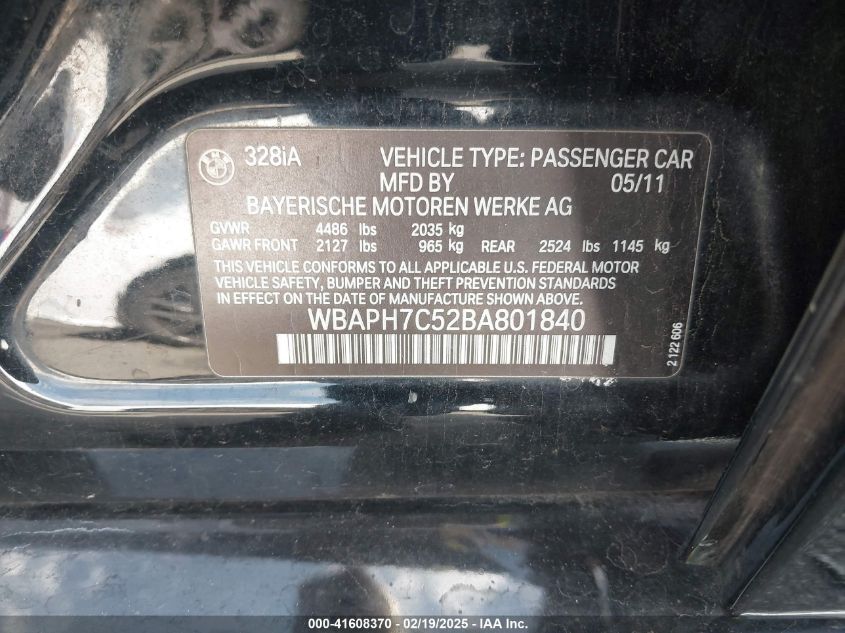 BMW
328iA VEHICLE TYPE: PASSENGER CAR
MFD BY 05/11
BAYERISCHE MOTOREN WERKE AG
GVWR 4486 lbs 2035 kg
GAWR FRONT 2127 lbs 965 kg REAR 2524 lbs 1145 kg
THIS VEHICLE CONFORMS TO ALL APPLICABLE U.S. FEDERAL MOTOR
VEHICLE SAFETY, BUMPER AND THEFT PREVENTION STANDARDS
IN EFFECT ON THE DATE OF MANUFACTURE SHOWN ABOVE
WBAPH7C52BA801840
2 122 606
000-41608370 - 02/19/2025 - IAA Inc.